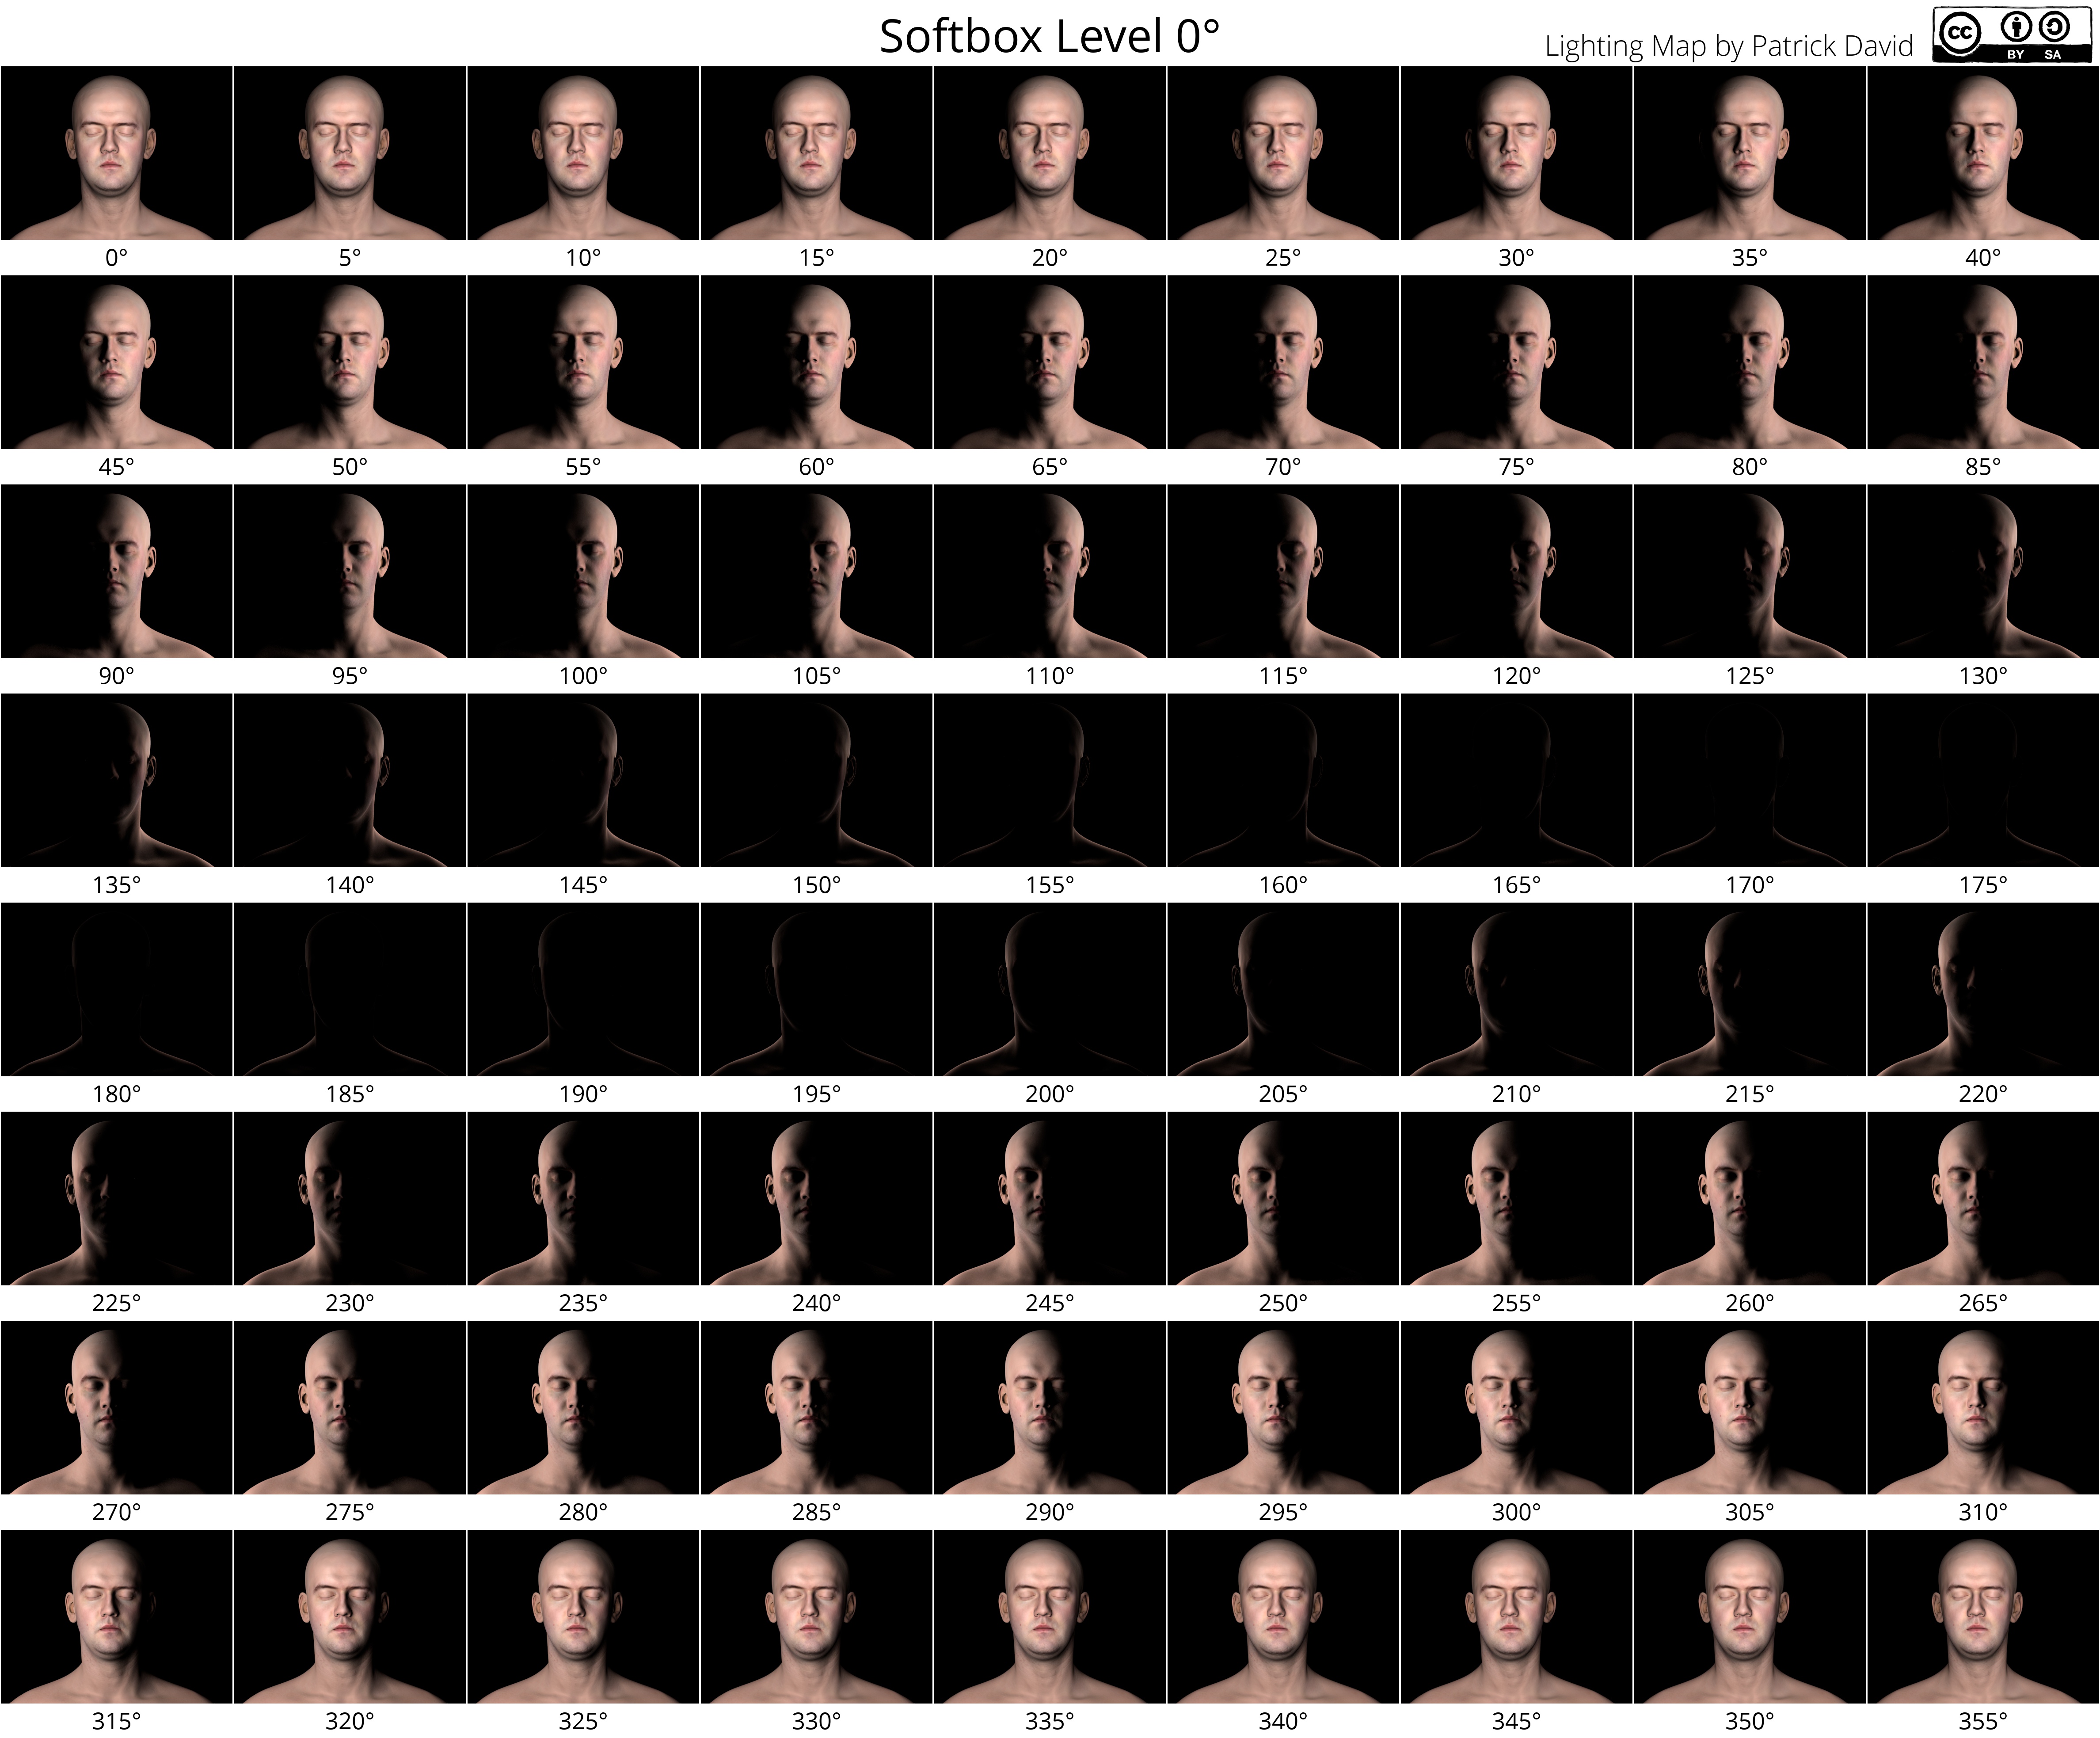 Softbox Level 0°
Lighting Map by Patrick David
cc
BY SA
0° 5° 10° 15° 20° 25° 30° 35° 40°
45° 50° 55° 60° 65° 70° 75° 80° 85°
90° 95° 100° 105° 110° 115° 120° 125° 130°
135° 140° 145° 150° 155° 160° 165° 170° 175°
180° 185° 190° 195° 200° 205° 210° 215° 220°
225° 230° 235° 240° 245° 250° 255° 260° 265°
270° 275° 280° 285° 290° 295° 300° 305° 310°
315° 320° 325° 330° 335° 340° 345° 350° 355°